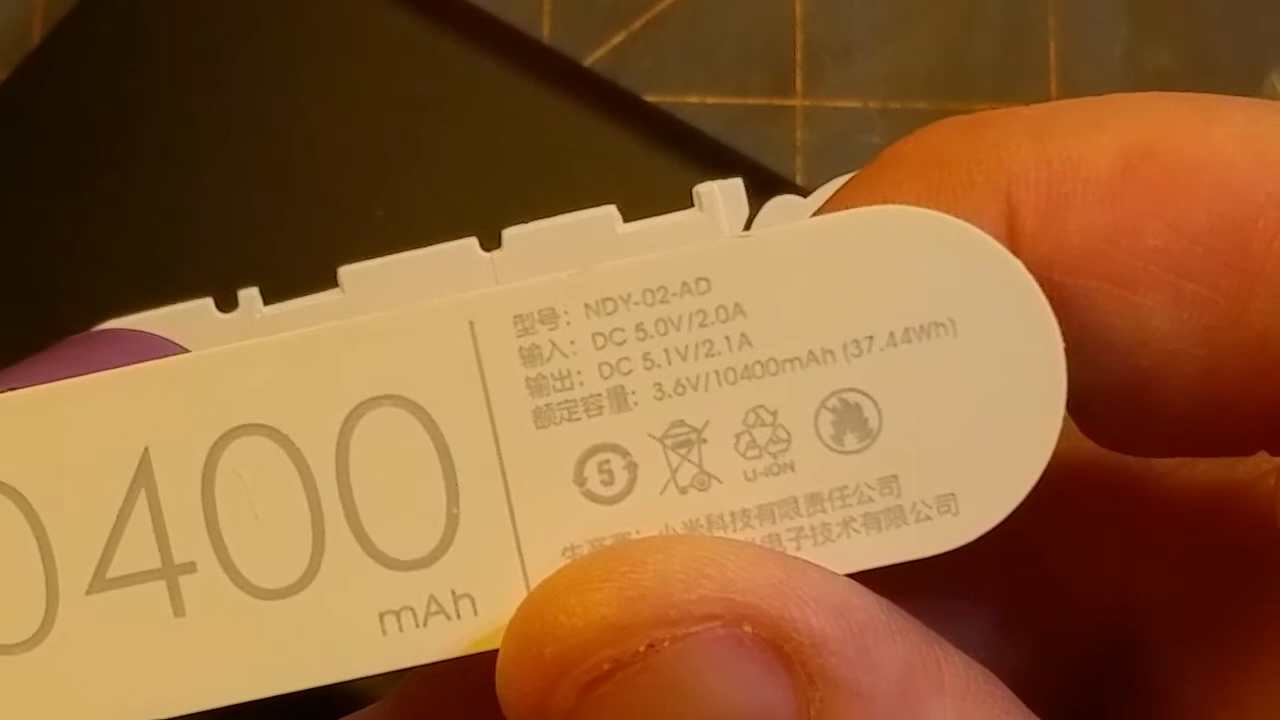 0400
mAh
型号: NDY-02-AD
输入: DC 5.0V/2.0A
输出: DC 5.1V/2.1A
额定容量: 3.6V/10400mAh (37.44Wh)
5
LI-ION
小米科技有限责任公司
电子技术有限公司